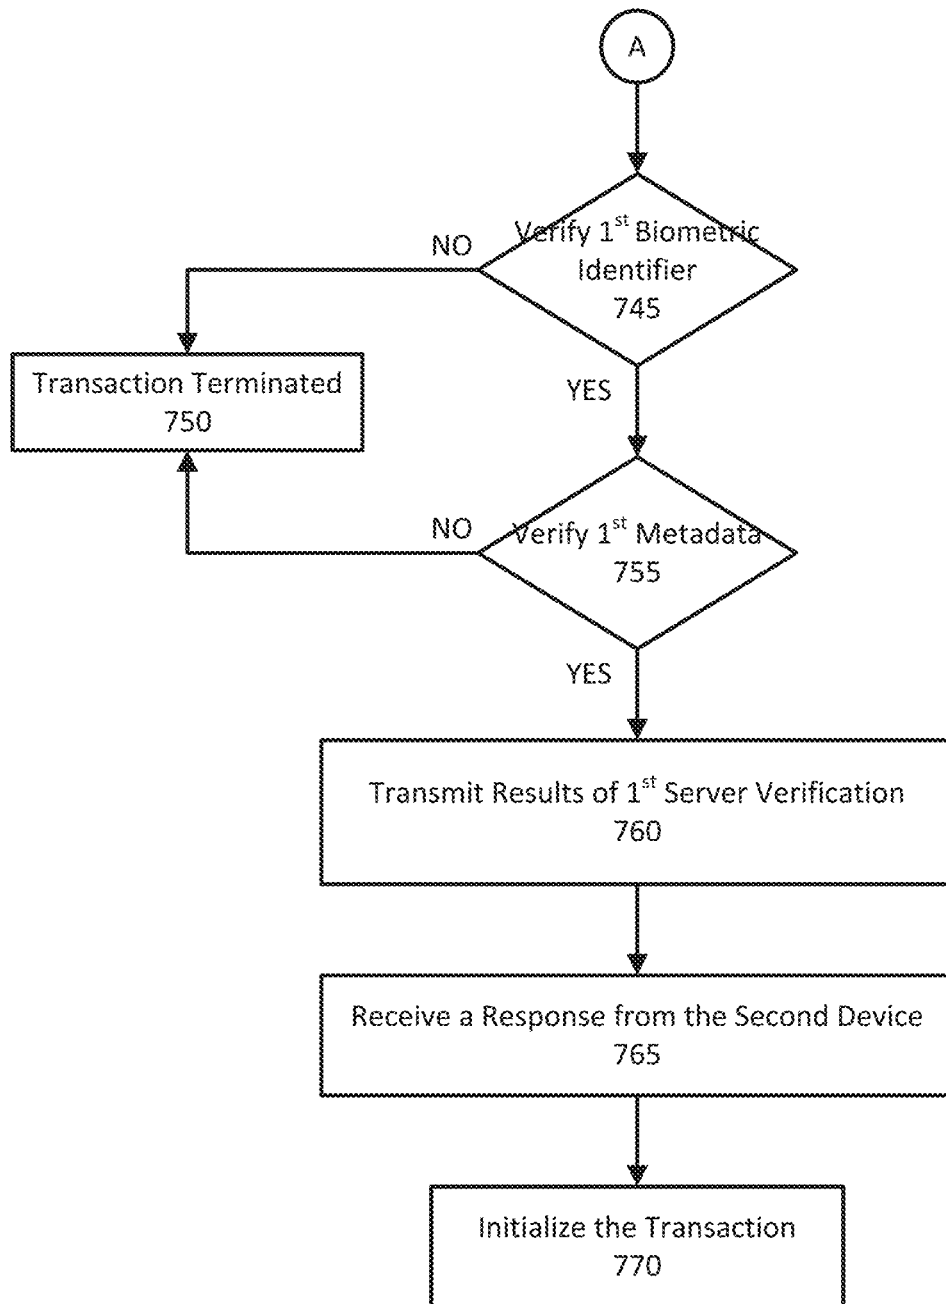 A
Verify 1st Biometric
Identifier
745
NO
YES
Transaction Terminated
750
Verify 1st Metadata
755
NO
YES
Transmit Results of 1st Server Verification
760
Receive a Response from the Second Device
765
Initialize the Transaction
770